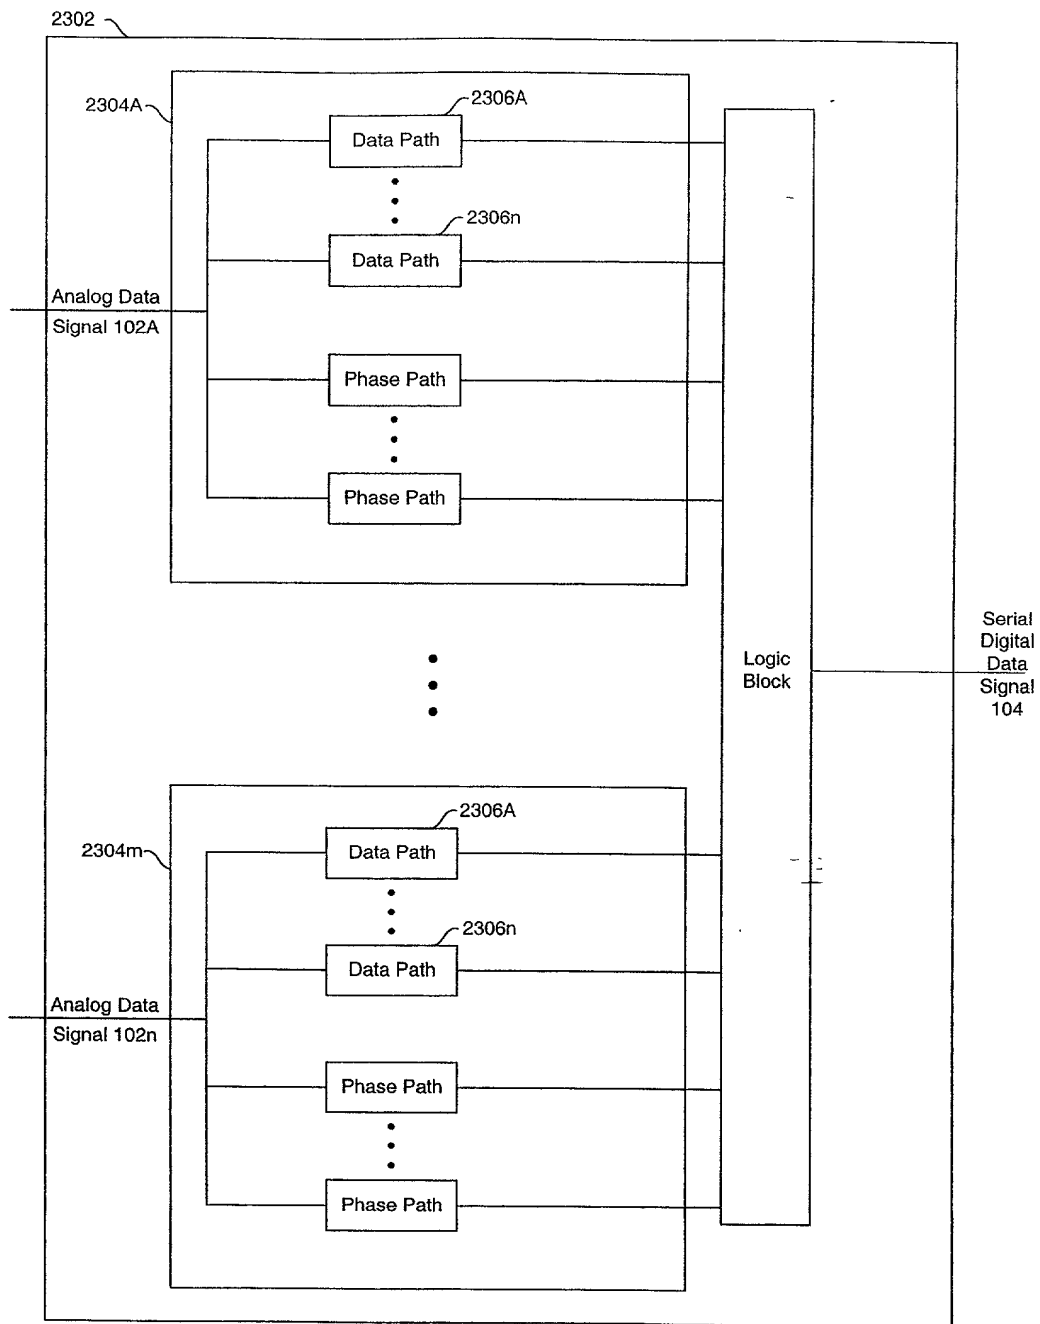 2302
2304A
2306A
Data Path
2306n
Data Path
Analog Data
Signal 102A
Phase Path
Phase Path
Logic
Block
Serial
Digital
Data
Signal
104
2304m
2306A
Data Path
2306n
Data Path
Analog Data
Signal 102n
Phase Path
Phase Path